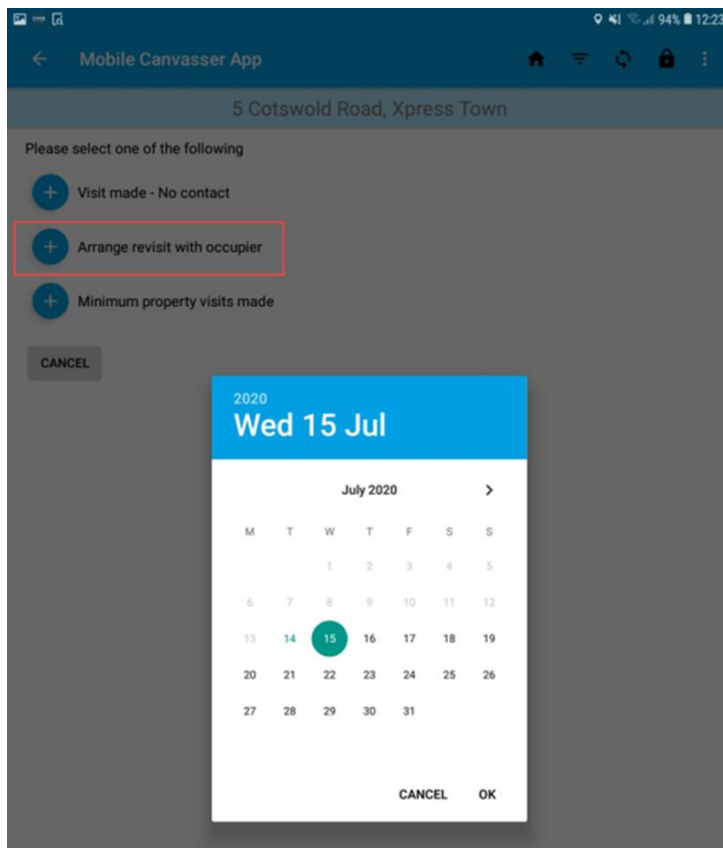 94% 12:23
Mobile Canvasser App
5 Cotswold Road, Xpress Town
Please select one of the following
Visit made - No contact
Arrange revisit with occupier
Minimum property visits made
CANCEL
2020
Wed 15 Jul
July 2020
M T W T F S S
1 2 3 4 5
6 7 8 9 10 11 12
13 14 15 16 17 18 19
20 21 22 23 24 25 26
27 28 29 30 31
CANCEL OK